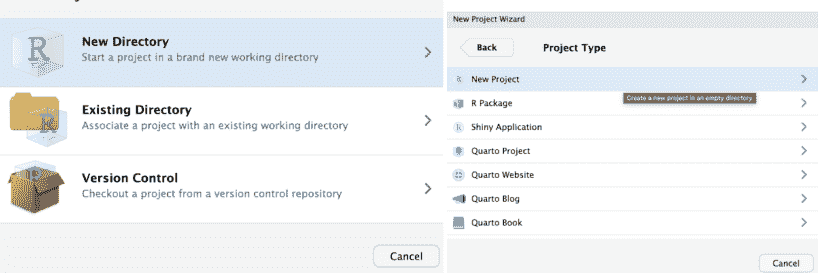 New Directory
Start a project in a brand new working directory
Existing Directory
Associate a project with an existing working directory
Version Control
Checkout a project from a version control repository
Cancel
New Project Wizard
Back
Project Type
New Project
Create a new project in an empty directory
R Package
Shiny Application
Quarto Project
Quarto Website
Quarto Blog
Quarto Book
Cancel